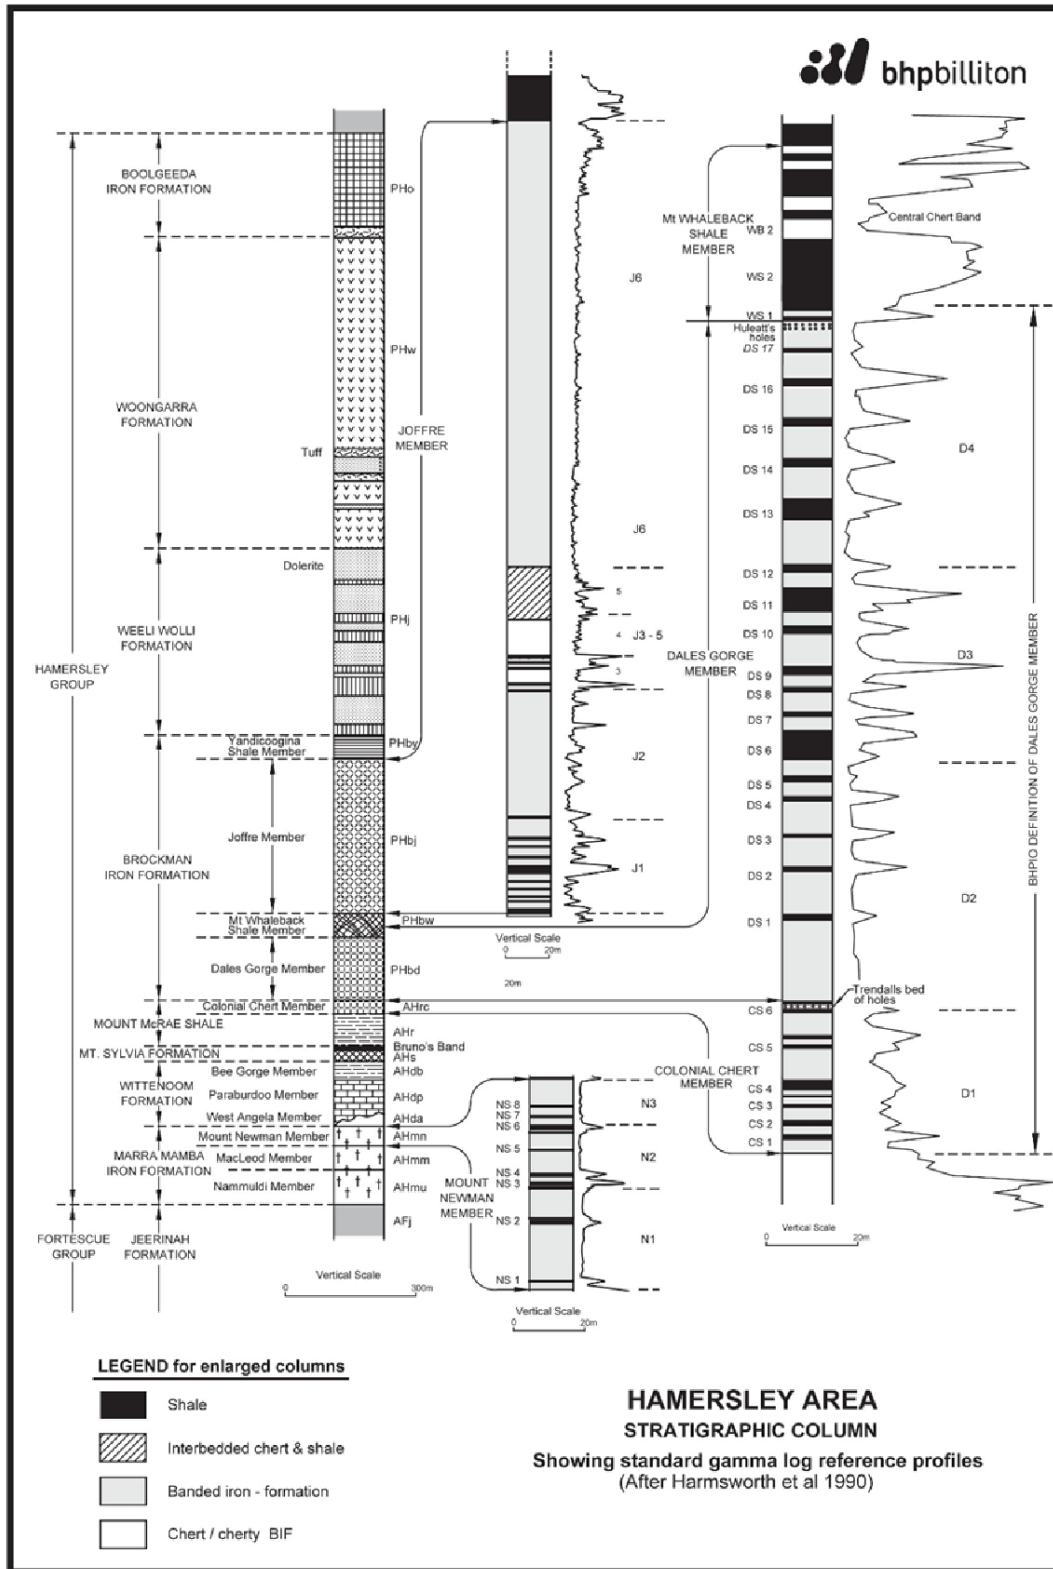 bhpbilliton
HAMERSLEY
GROUP
FORTESCUE
GROUP
BOOLGEEDA
IRON FORMATION
WOONGARRA
FORMATION
WEELI WOLLI
FORMATION
BROCKMAN
IRON FORMATION
MOUNT McRAE SHALE
MT. SYLVIA FORMATION
WITTENOOM
FORMATION
MARRA MAMBA
IRON FORMATION
JEERINAH
FORMATION
Tuff
Dolerite
Yandicoogina
Shale Member
Joffre Member
Mt Whaleback
Shale Member
Dales Gorge Member
Colonial Chert Member
Bee Gorge Member
Paraburdoo Member
West Angela Member
Mount Newman Member
MacLeod Member
Nammuldi Member
PHo
PHw
PHj
PHby
PHbj
PHbw
PHbd
AHrc
AHr
Bruno's Band
AHs
AHdb
AHdp
AHda
AHmn
AHmm
AHmu
AFj
Vertical Scale
0 300m
JOFFRE
MEMBER
J6
J6
5
4
J3 - 5
3
J2
J1
Vertical Scale
0 20m
20m
MOUNT
NEWMAN
MEMBER
NS 8
NS 7
NS 6
NS 5
NS 4
NS 3
NS 2
NS 1
N3
N2
N1
Vertical Scale
0 20m
Mt WHALEBACK
SHALE
MEMBER
DALES GORGE
MEMBER
COLONIAL CHERT
MEMBER
WB 2
WS 2
WS 1
Huleatt's
holes
DS 17
DS 16
DS 15
DS 14
DS 13
DS 12
DS 11
DS 10
DS 9
DS 8
DS 7
DS 6
DS 5
DS 4
DS 3
DS 2
DS 1
CS 6
CS 5
CS 4
CS 3
CS 2
CS 1
Central Chert Band
Trendalls bed
of holes
D4
D3
D2
D1
BHPIO DEFINITION OF DALES GORGE MEMBER
Vertical Scale
0 20m
LEGEND for enlarged columns
Shale
Interbedded chert & shale
Banded iron - formation
Chert / cherty BIF
HAMERSLEY AREA
STRATIGRAPHIC COLUMN
Showing standard gamma log reference profiles
(After Harmsworth et al 1990)